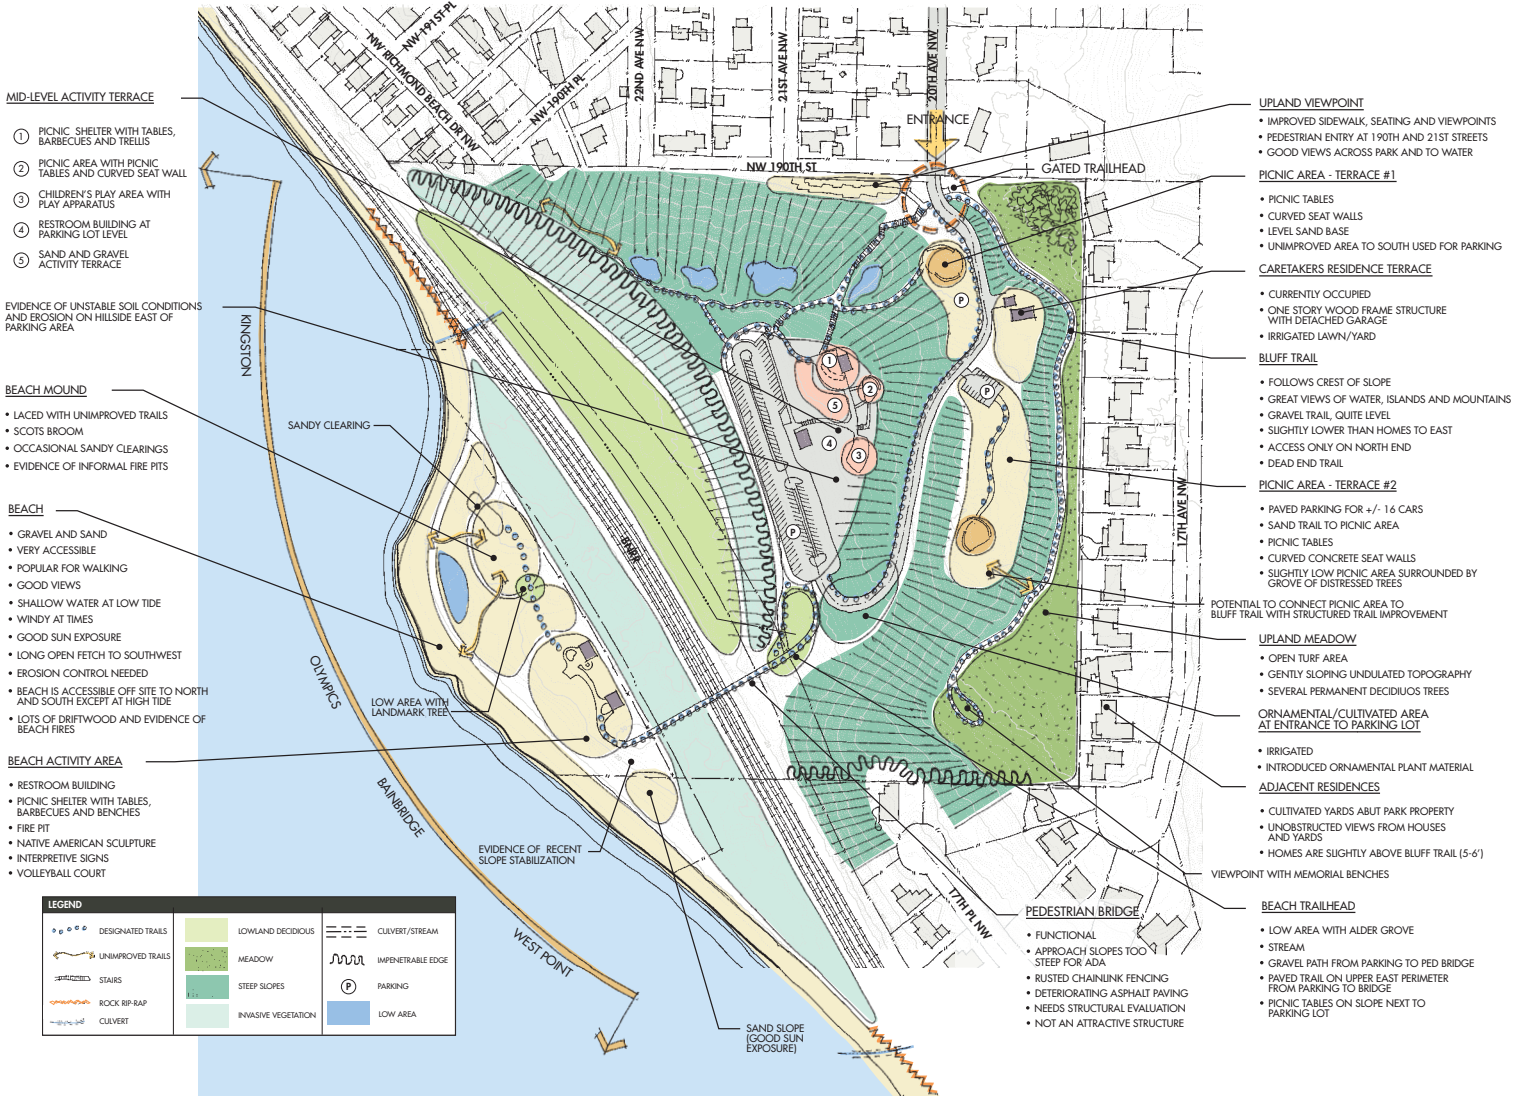 NW 191ST PL
NW RICHMOND BEACH DR NW
NW 190TH PL
22ND AVE NW
21ST AVE NW
20TH AVE NW
ENTRANCE
NW 190TH ST
GATED TRAILHEAD
MID-LEVEL ACTIVITY TERRACE
1 PICNIC SHELTER WITH TABLES,
BARBECUES AND TRELLIS
2 PICNIC AREA WITH PICNIC
TABLES AND CURVED SEAT WALL
3 CHILDREN'S PLAY AREA WITH
PLAY APPARATUS
4 RESTROOM BUILDING AT
PARKING LOT LEVEL
5 SAND AND GRAVEL
ACTIVITY TERRACE
EVIDENCE OF UNSTABLE SOIL CONDITIONS
AND EROSION ON HILLSIDE EAST OF
PARKING AREA
BEACH MOUND
• LACED WITH UNIMPROVED TRAILS
• SCOTS BROOM
• OCCASIONAL SANDY CLEARINGS
• EVIDENCE OF INFORMAL FIRE PITS
BEACH
• GRAVEL AND SAND
• VERY ACCESSIBLE
• POPULAR FOR WALKING
• GOOD VIEWS
• SHALLOW WATER AT LOW TIDE
• WINDY AT TIMES
• GOOD SUN EXPOSURE
• LONG OPEN FETCH TO SOUTHWEST
• EROSION CONTROL NEEDED
• BEACH IS ACCESSIBLE OFF SITE TO NORTH
AND SOUTH EXCEPT AT HIGH TIDE
• LOTS OF DRIFTWOOD AND EVIDENCE OF
BEACH FIRES
BEACH ACTIVITY AREA
• RESTROOM BUILDING
• PICNIC SHELTER WITH TABLES,
BARBECUES AND BENCHES
• FIRE PIT
• NATIVE AMERICAN SCULPTURE
• INTERPRETIVE SIGNS
• VOLLEYBALL COURT
KINGSTON
OLYMPICS
BAINBRIDGE
WEST POINT
SANDY CLEARING
LOW AREA WITH
LANDMARK TREE
EVIDENCE OF RECENT
SLOPE STABILIZATION
SAND SLOPE
(GOOD SUN
EXPOSURE)
BNRR
P
1
2
5
4
3
P
P
17TH AVE NW
17TH PL NW
UPLAND VIEWPOINT
• IMPROVED SIDEWALK, SEATING AND VIEWPOINTS
• PEDESTRIAN ENTRY AT 190TH AND 21ST STREETS
• GOOD VIEWS ACROSS PARK AND TO WATER
PICNIC AREA - TERRACE #1
• PICNIC TABLES
• CURVED SEAT WALLS
• LEVEL SAND BASE
• UNIMPROVED AREA TO SOUTH USED FOR PARKING
CARETAKERS RESIDENCE TERRACE
• CURRENTLY OCCUPIED
• ONE STORY WOOD FRAME STRUCTURE
WITH DETACHED GARAGE
• IRRIGATED LAWN/YARD
BLUFF TRAIL
• FOLLOWS CREST OF SLOPE
• GREAT VIEWS OF WATER, ISLANDS AND MOUNTAINS
• GRAVEL TRAIL, QUITE LEVEL
• SLIGHTLY LOWER THAN HOMES TO EAST
• ACCESS ONLY ON NORTH END
• DEAD END TRAIL
PICNIC AREA - TERRACE #2
• PAVED PARKING FOR +/- 16 CARS
• SAND TRAIL TO PICNIC AREA
• PICNIC TABLES
• CURVED CONCRETE SEAT WALLS
• SLIGHTLY LOW PICNIC AREA SURROUNDED BY
GROVE OF DISTRESSED TREES
POTENTIAL TO CONNECT PICNIC AREA TO
BLUFF TRAIL WITH STRUCTURED TRAIL IMPROVEMENT
UPLAND MEADOW
• OPEN TURF AREA
• GENTLY SLOPING UNDULATED TOPOGRAPHY
• SEVERAL PERMANENT DECIDIUOS TREES
ORNAMENTAL/CULTIVATED AREA
AT ENTRANCE TO PARKING LOT
• IRRIGATED
• INTRODUCED ORNAMENTAL PLANT MATERIAL
ADJACENT RESIDENCES
• CULTIVATED YARDS ABUT PARK PROPERTY
• UNOBSTRUCTED VIEWS FROM HOUSES
AND YARDS
• HOMES ARE SLIGHTLY ABOVE BLUFF TRAIL (5-6')
VIEWPOINT WITH MEMORIAL BENCHES
BEACH TRAILHEAD
• LOW AREA WITH ALDER GROVE
• STREAM
• GRAVEL PATH FROM PARKING TO PED BRIDGE
• PAVED TRAIL ON UPPER EAST PERIMETER
FROM PARKING TO BRIDGE
• PICNIC TABLES ON SLOPE NEXT TO
PARKING LOT
PEDESTRIAN BRIDGE
• FUNCTIONAL
• APPROACH SLOPES TOO
STEEP FOR ADA
• RUSTED CHAINLINK FENCING
• DETERIORATING ASPHALT PAVING
• NEEDS STRUCTURAL EVALUATION
• NOT AN ATTRACTIVE STRUCTURE
LEGEND
DESIGNATED TRAILS
UNIMPROVED TRAILS
STAIRS
ROCK RIP-RAP
CULVERT
LOWLAND DECIDIOUS
MEADOW
STEEP SLOPES
INVASIVE VEGETATION
CULVERT/STREAM
IMPENETRABLE EDGE
P PARKING
LOW AREA